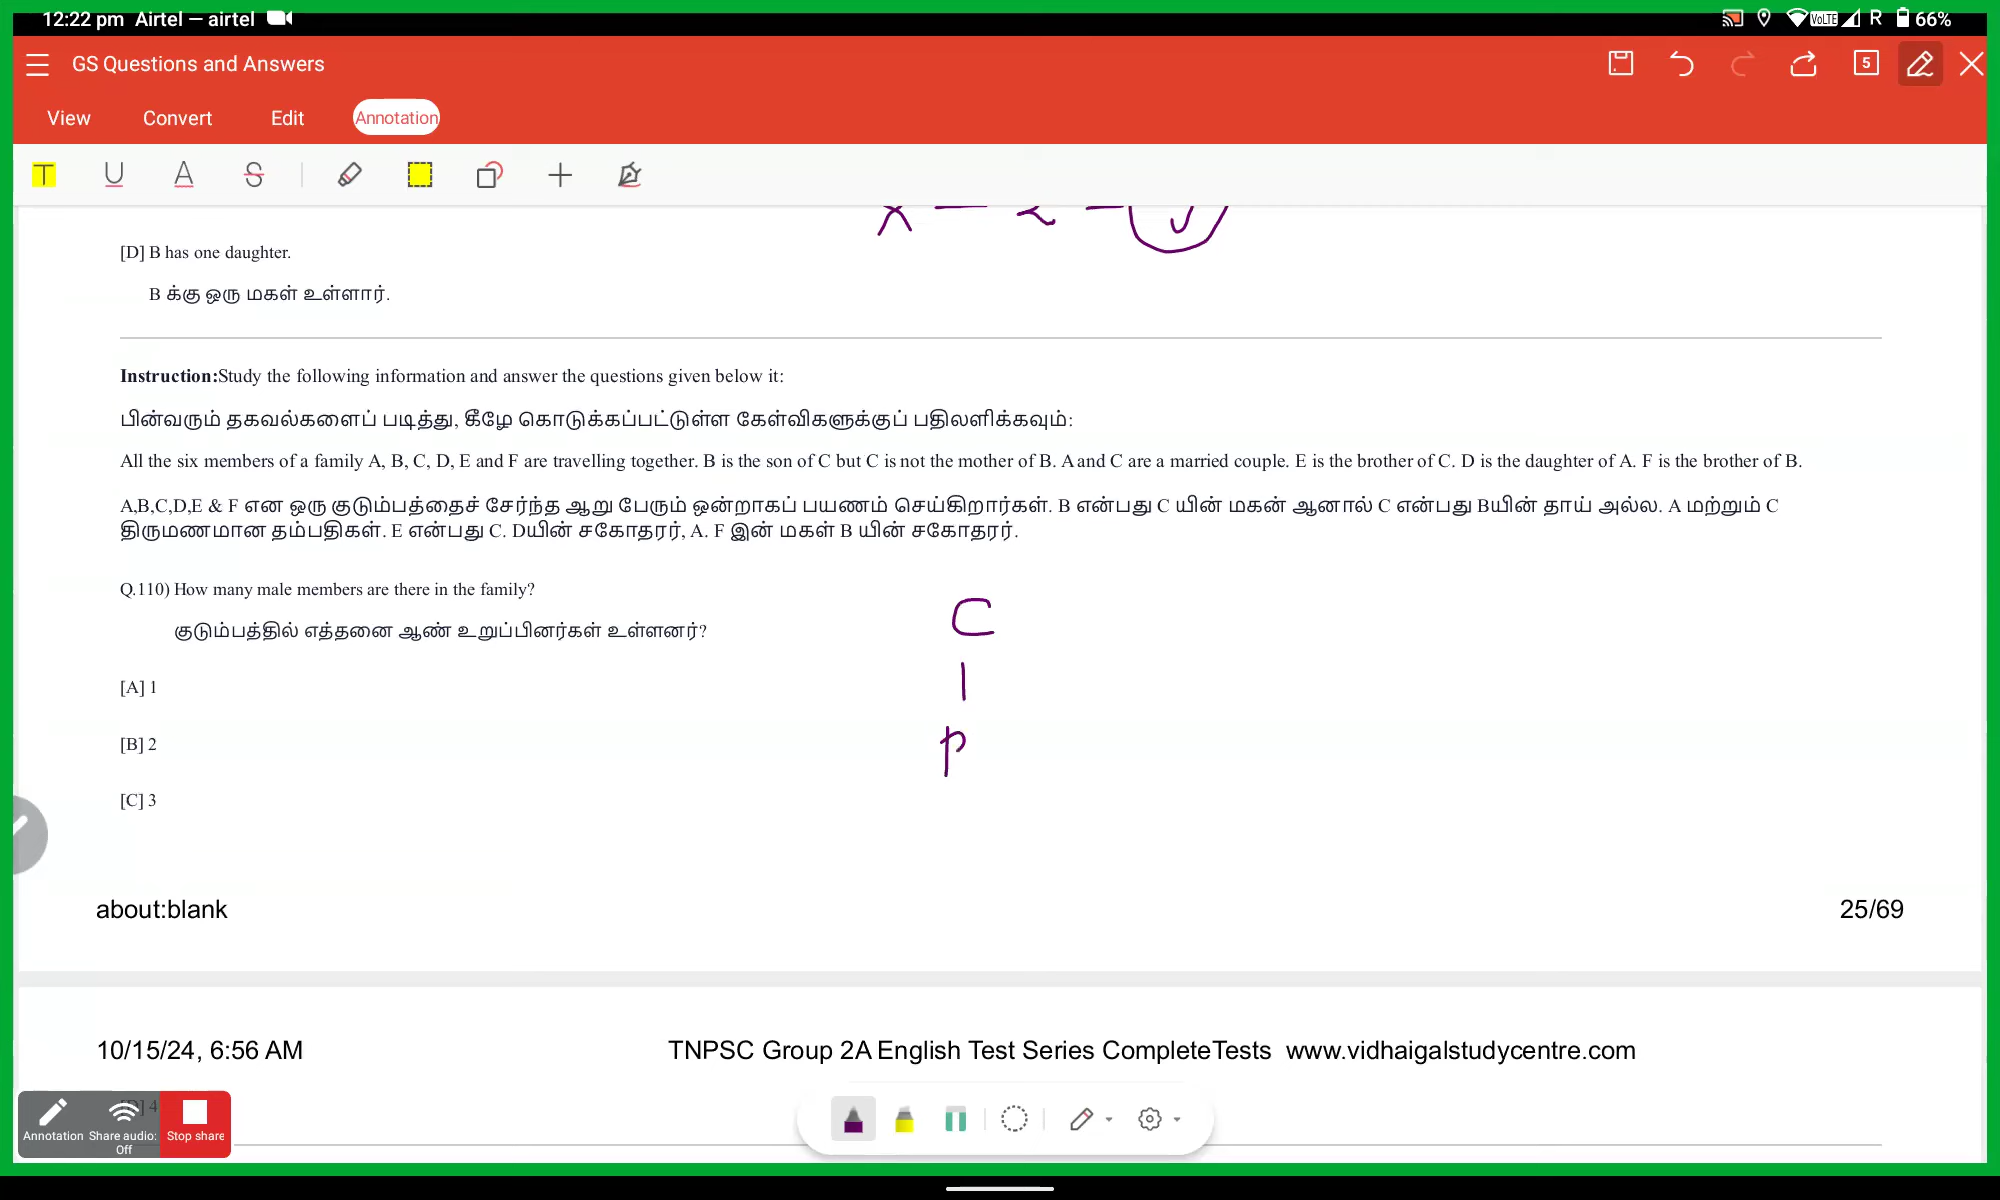 12:22 pm Airtel — airtel VoLTE R 66%
GS Questions and Answers 5
View Convert Edit Annotation
T U A S
[D] B has one daughter.
B க்கு ஒரு மகள் உள்ளார்.
Instruction:Study the following information and answer the questions given below it:
பின்வரும் தகவல்களைப் படித்து, கீழே கொடுக்கப்பட்டுள்ள கேள்விகளுக்குப் பதிலளிக்கவும்:
All the six members of a family A, B, C, D, E and F are travelling together. B is the son of C but C is not the mother of B. A and C are a married couple. E is the brother of C. D is the daughter of A. F is the brother of B.
A,B,C,D,E & F என ஒரு குடும்பத்தைச் சேர்ந்த ஆறு பேரும் ஒன்றாகப் பயணம் செய்கிறார்கள். B என்பது C யின் மகன் ஆனால் C என்பது Bயின் தாய் அல்ல. A மற்றும் C
திருமணமான தம்பதிகள். E என்பது C. Dயின் சகோதரர், A. F இன் மகள் B யின் சகோதரர்.
Q.110) How many male members are there in the family?
குடும்பத்தில் எத்தனை ஆண் உறுப்பினர்கள் உள்ளனர்?
C
[A] 1
[B] 2
[C] 3
about:blank 25/69
10/15/24, 6:56 AM TNPSC Group 2A English Test Series CompleteTests www.vidhaigalstudycentre.com
[D] 4
Annotation Share audio: Off Stop share